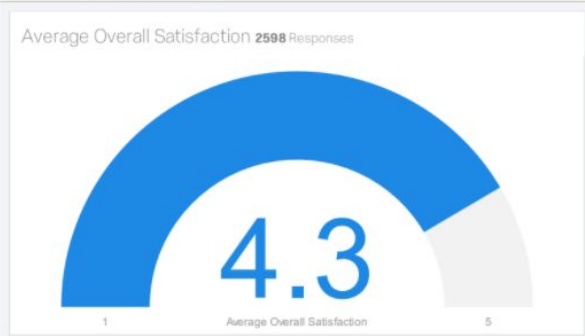 Average Overall Satisfaction 2598 Responses
4.3
1 Average Overall Satisfaction 5